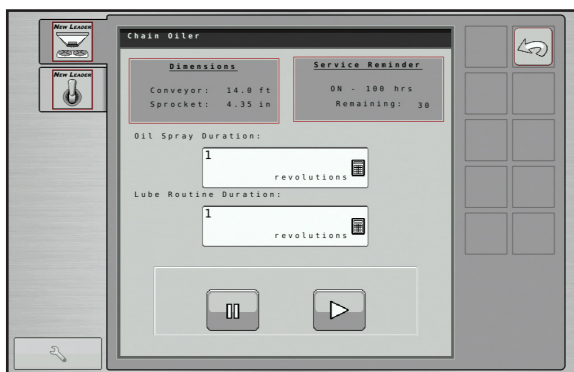 NEW LEADER
NEW LEADER
Chain Oiler
Dimensions
Conveyor: 14.0 ft
Sprocket: 4.35 in
Service Reminder
ON - 100 hrs
Remaining: 30
Oil Spray Duration:
1
revolutions
Lube Routine Duration:
1
revolutions